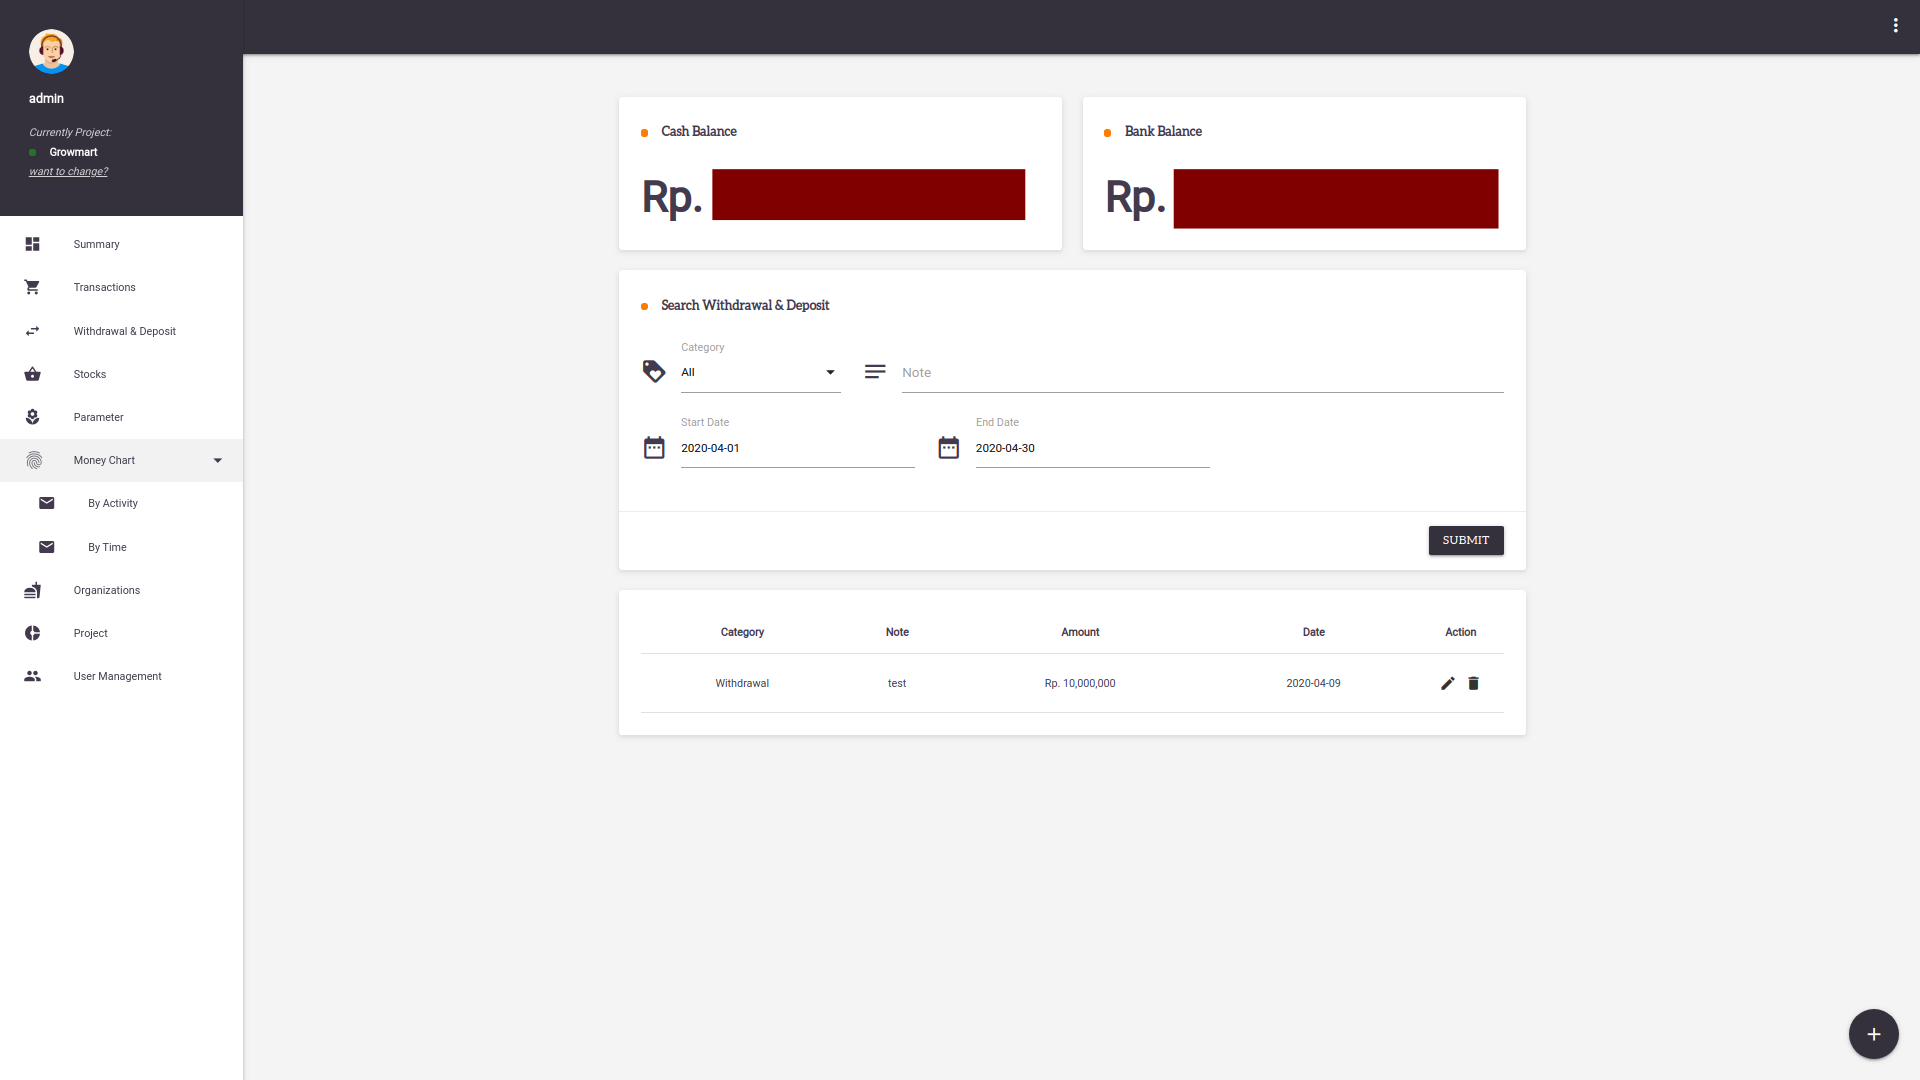 admin
Currently Project:
Growmart
want to change?
Summary
Transactions
Withdrawal & Deposit
Stocks
Parameter
Money Chart
By Activity
By Time
Organizations
Project
User Management
Cash Balance
Rp.
Bank Balance
Rp.
Search Withdrawal & Deposit
Category
All
Note
Start Date
2020-04-01
End Date
2020-04-30
SUBMIT
Category Note Amount Date Action
Withdrawal test Rp. 10,000,000 2020-04-09